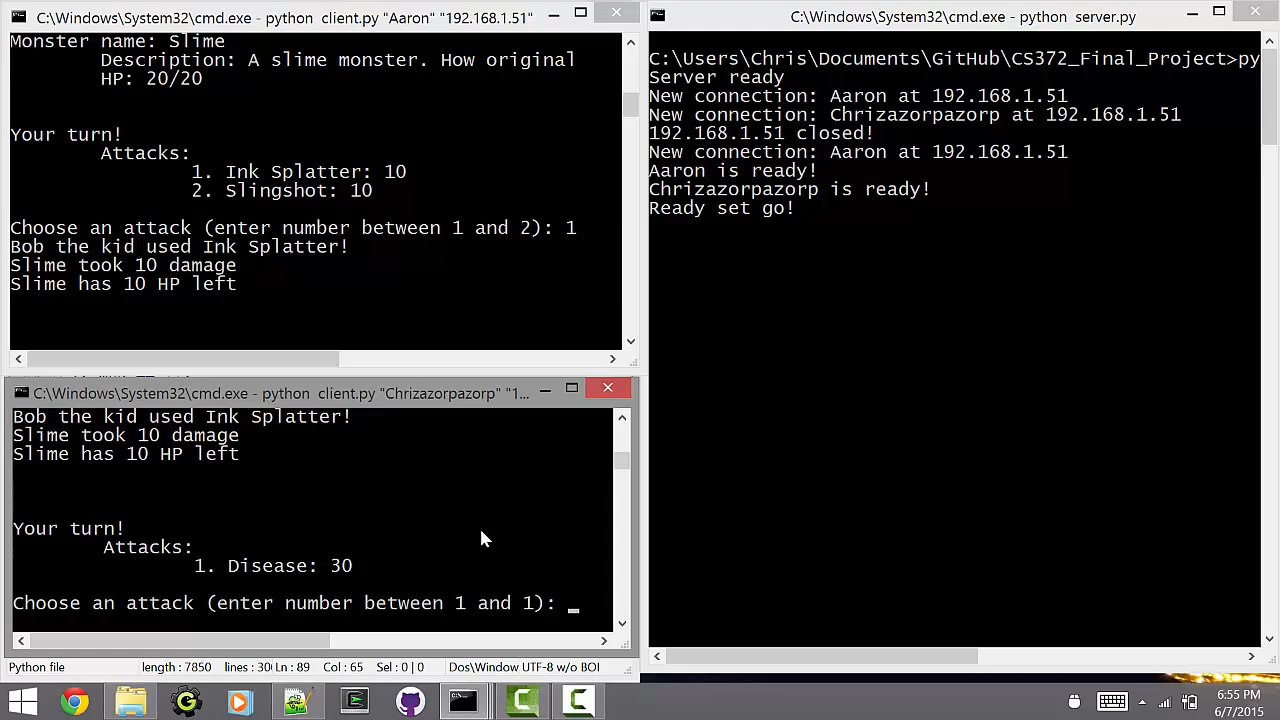 C:\Windows\System32\cmd.exe - python client.py "Aaron" "192.168.1.51"
Monster name: Slime
Description: A slime monster. How original
HP: 20/20
Your turn!
Attacks:
1. Ink Splatter: 10
2. Slingshot: 10
Choose an attack (enter number between 1 and 2): 1
Bob the kid used Ink Splatter!
Slime took 10 damage
Slime has 10 HP left
C:\Windows\System32\cmd.exe - python client.py "Chrizazorpazorp" "1...
Bob the kid used Ink Splatter!
Slime took 10 damage
Slime has 10 HP left
Your turn!
Attacks:
1. Disease: 30
Choose an attack (enter number between 1 and 1): _
Python file length : 7850 lines : 30 Ln : 89 Col : 65 Sel : 0 | 0 Dos\Window UTF-8 w/o BOI
C:\Windows\System32\cmd.exe - python server.py
C:\Users\Chris\Documents\GitHub\CS372_Final_Project>py
Server ready
New connection: Aaron at 192.168.1.51
New connection: Chrizazorpazorp at 192.168.1.51
192.168.1.51 closed!
New connection: Aaron at 192.168.1.51
Aaron is ready!
Chrizazorpazorp is ready!
Ready set go!
6:55 PM
6/7/2015